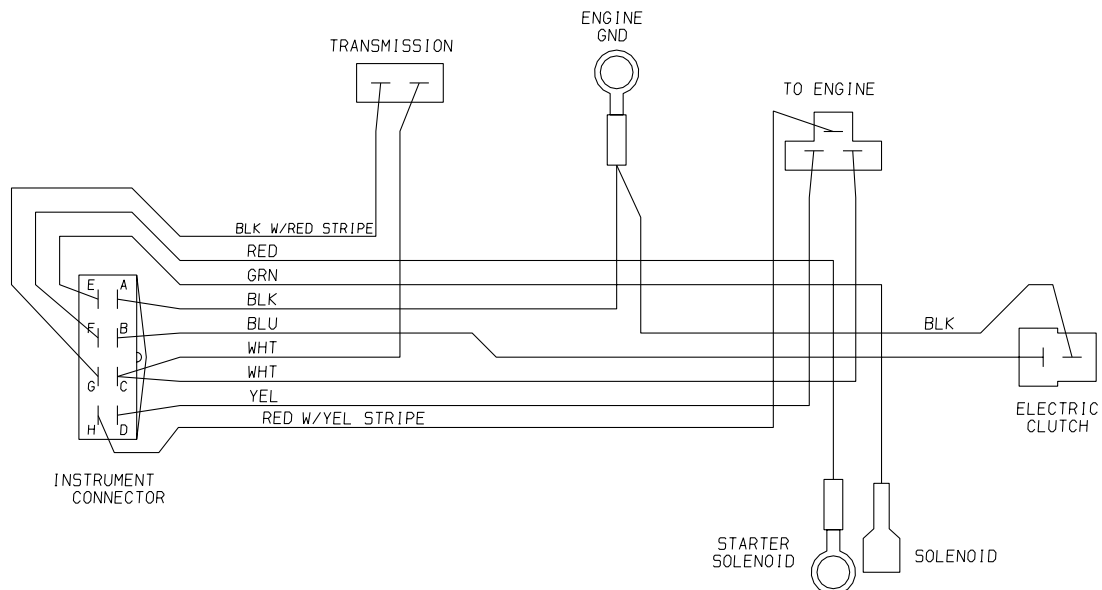 ENGINE
GND
TRANSMISSION
TO ENGINE
BLK W/RED STRIPE
RED
GRN
E A
BLK
F B
BLU
BLK
WHT
WHT
G C
YEL
RED W/YEL STRIPE
H D
ELECTRIC
CLUTCH
INSTRUMENT
CONNECTOR
STARTER
SOLENOID
SOLENOID